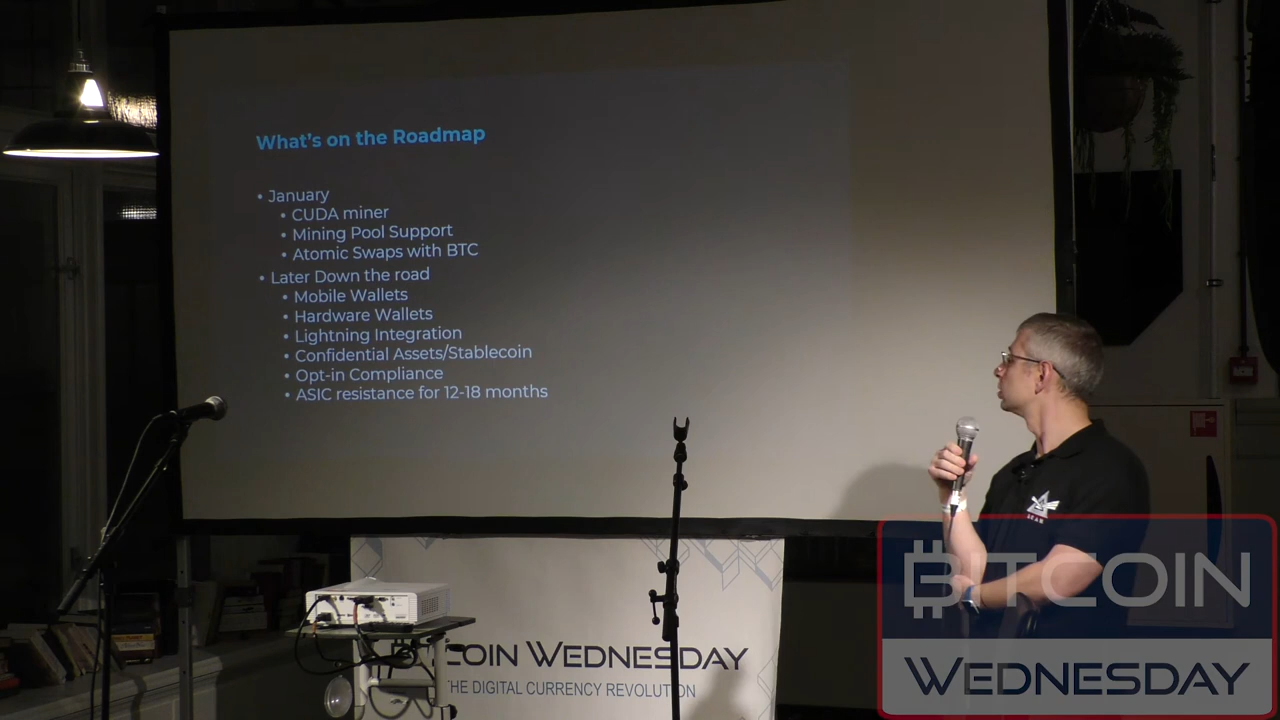 What's on the Roadmap
• January
• CUDA miner
• Mining Pool Support
• Atomic Swaps with BTC
• Later Down the road
• Mobile Wallets
• Hardware Wallets
• Lightning Integration
• Confidential Assets/Stablecoin
• Opt-in Compliance
• ASIC resistance for 12-18 months
BEAM
COIN WEDNESDAY
THE DIGITAL CURRENCY REVOLUTION
BITCOIN
WEDNESDAY